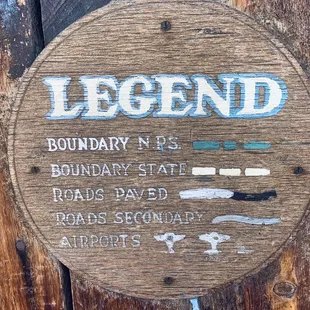 LEGEND
BOUNDARY N.P.S.
BOUNDARY STATE
ROADS PAVED
ROADS SECONDARY
AIRPORTS